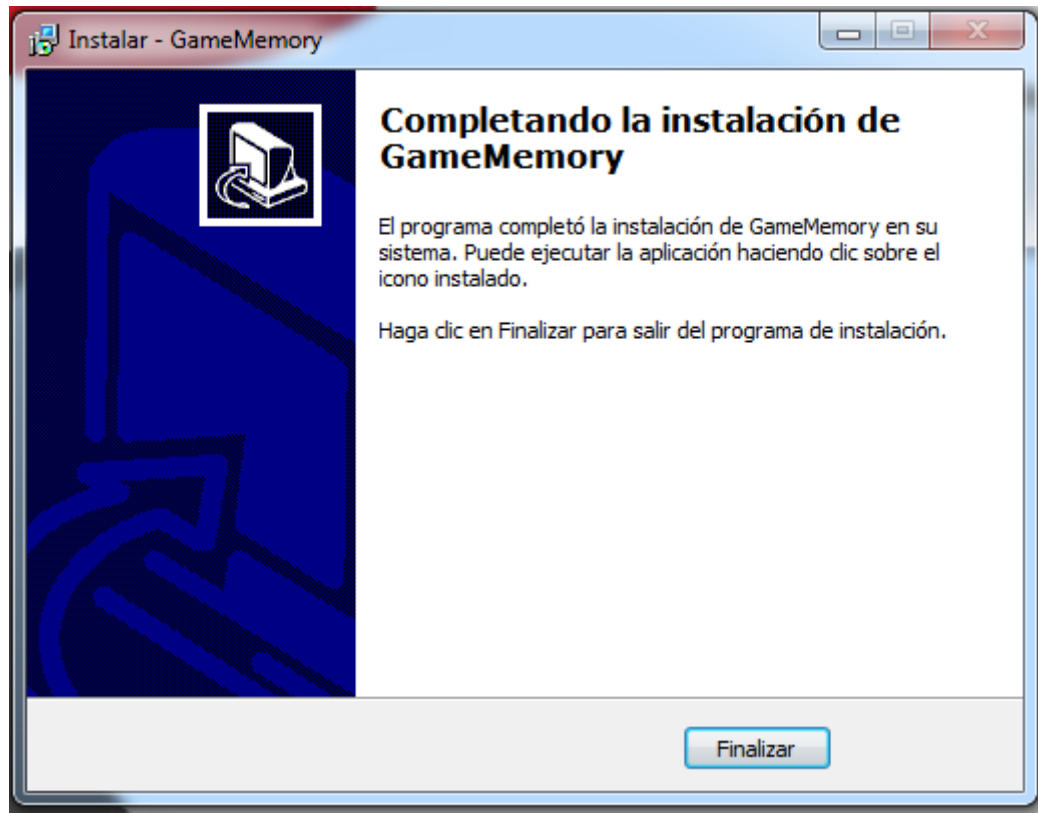 Instalar - GameMemory
Completando la instalación de
GameMemory
El programa completó la instalación de GameMemory en su
sistema. Puede ejecutar la aplicación haciendo clic sobre el
icono instalado.
Haga clic en Finalizar para salir del programa de instalación.
Finalizar